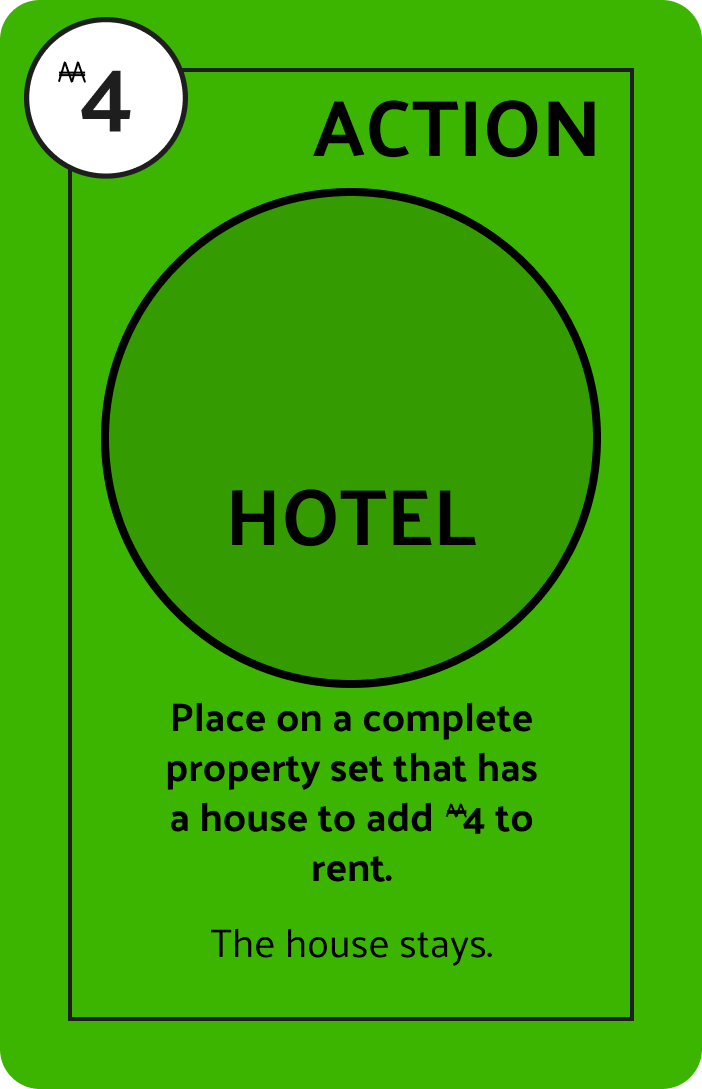 ₳4
ACTION
HOTEL
Place on a complete
property set that has
a house to add ₳4 to
rent.
The house stays.